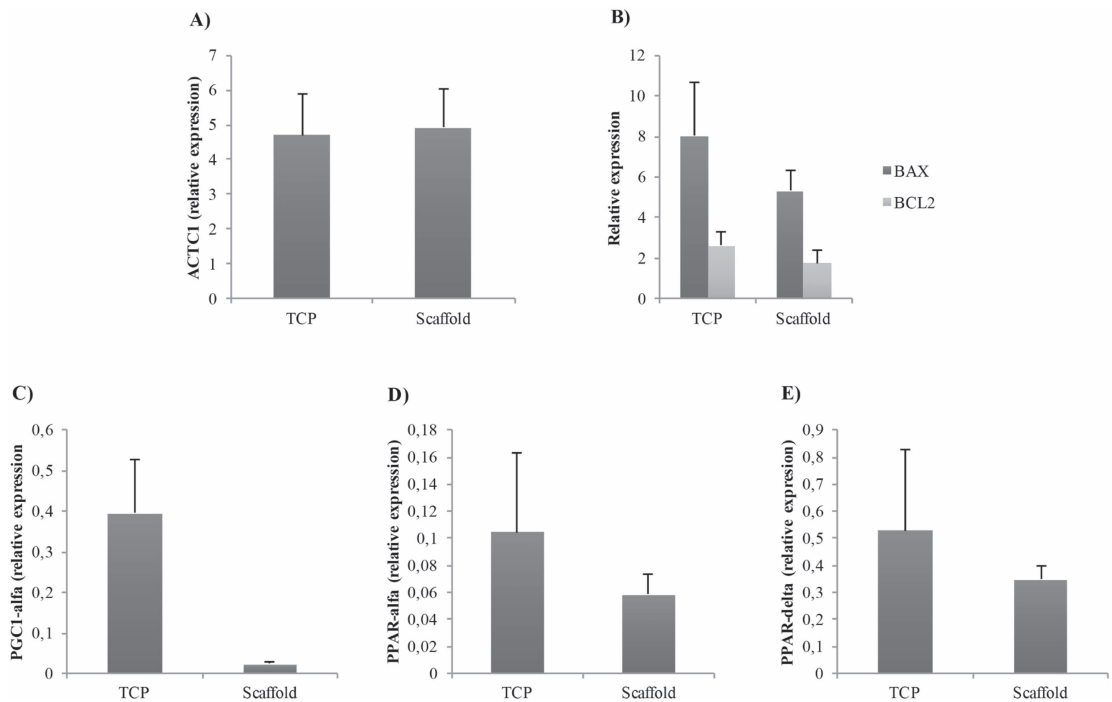 A)
ACTC1 (relative expression)
7
6
5
4
3
2
1
0
TCP Scaffold
B)
Relative expression
12
10
8
6
4
2
0
TCP Scaffold
BAX
BCL2
C)
PGC1-alfa (relative expression
0,6
0,5
0,4
0,3
0,2
0,1
0
TCP Scaffold
D)
PPAR-alfa (relative expression)
0,18
0,16
0,14
0,12
0,1
0,08
0,06
0,04
0,02
0
TCP Scaffold
E)
PPAR-delta (relative expresion)
0,9
0,8
0,7
0,6
0,5
0,4
0,3
0,2
0,1
0
TCP Scaffold